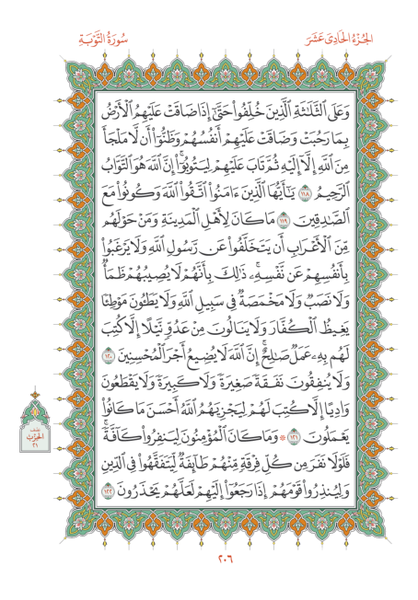 الجُزْءُ الحَادِى عَشَرَ
سُورَةُ التَّوْبَةِ
وَعَلَى ٱلثَّلَٰثَةِ ٱلَّذِينَ خُلِّفُوا۟ حَتَّىٰٓ إِذَا ضَاقَتْ عَلَيْهِمُ ٱلْأَرْضُ
بِمَا رَحُبَتْ وَضَاقَتْ عَلَيْهِمْ أَنفُسُهُمْ وَظَنُّوٓا۟ أَن لَّا مَلْجَأَ
مِنَ ٱللَّهِ إِلَّآ إِلَيْهِ ثُمَّ تَابَ عَلَيْهِمْ لِيَتُوبُوٓا۟ ۚ إِنَّ ٱللَّهَ هُوَ ٱلتَّوَّابُ
ٱلرَّحِيمُ ١١٨ يَٰٓأَيُّهَا ٱلَّذِينَ ءَامَنُوا۟ ٱتَّقُوا۟ ٱللَّهَ وَكُونُوا۟ مَعَ
ٱلصَّٰدِقِينَ ١١٩ مَا كَانَ لِأَهْلِ ٱلْمَدِينَةِ وَمَنْ حَوْلَهُم
مِّنَ ٱلْأَعْرَابِ أَن يَتَخَلَّفُوا۟ عَن رَّسُولِ ٱللَّهِ وَلَا يَرْغَبُوا۟
بِأَنفُسِهِمْ عَن نَّفْسِهِۦ ۚ ذَٰلِكَ بِأَنَّهُمْ لَا يُصِيبُهُمْ ظَمَأٌ
وَلَا نَصَبٌ وَلَا مَخْمَصَةٌ فِى سَبِيلِ ٱللَّهِ وَلَا يَطَـُٔونَ مَوْطِئًا
يَغِيظُ ٱلْكُفَّارَ وَلَا يَنَالُونَ مِنْ عَدُوٍّ نَّيْلًا إِلَّا كُتِبَ
لَهُم بِهِۦ عَمَلٌ صَٰلِحٌ ۚ إِنَّ ٱللَّهَ لَا يُضِيعُ أَجْرَ ٱلْمُحْسِنِينَ ١٢٠
وَلَا يُنفِقُونَ نَفَقَةً صَغِيرَةً وَلَا كَبِيرَةً وَلَا يَقْطَعُونَ
وَادِيًا إِلَّا كُتِبَ لَهُمْ لِيَجْزِيَهُمُ ٱللَّهُ أَحْسَنَ مَا كَانُوا۟
يَعْمَلُونَ ١٢١ ۞ وَمَا كَانَ ٱلْمُؤْمِنُونَ لِيَنفِرُوا۟ كَآفَّةً ۚ
فَلَوْلَا نَفَرَ مِن كُلِّ فِرْقَةٍ مِّنْهُمْ طَآئِفَةٌ لِّيَتَفَقَّهُوا۟ فِى ٱلدِّينِ
وَلِيُنذِرُوا۟ قَوْمَهُمْ إِذَا رَجَعُوٓا۟ إِلَيْهِمْ لَعَلَّهُمْ يَحْذَرُونَ ١٢٢
الحِزْب
٢١
٢٠٦